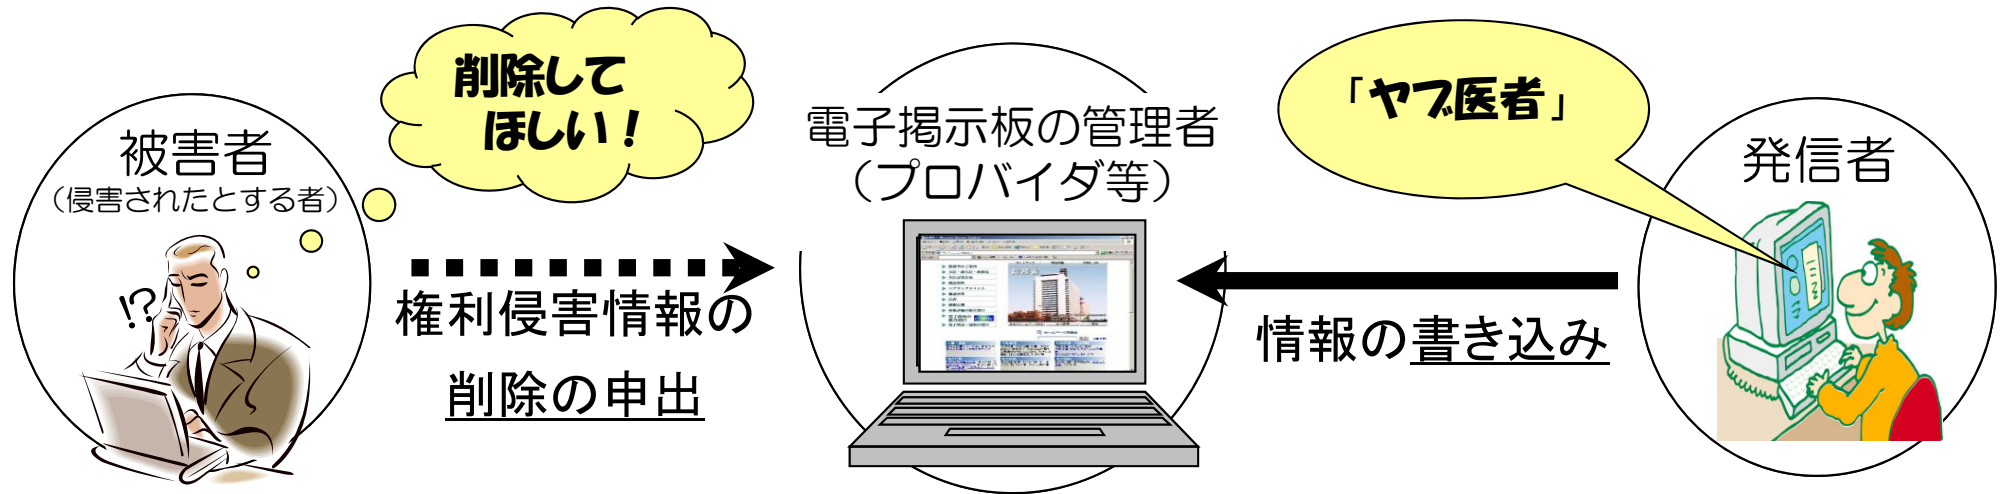 削除して
ほしい！
被害者
（侵害されたとする者）
!?
権利侵害情報の
削除の申出
電子掲示板の管理者
（プロバイダ等）
「ヤブ医者」
発信者
情報の書き込み